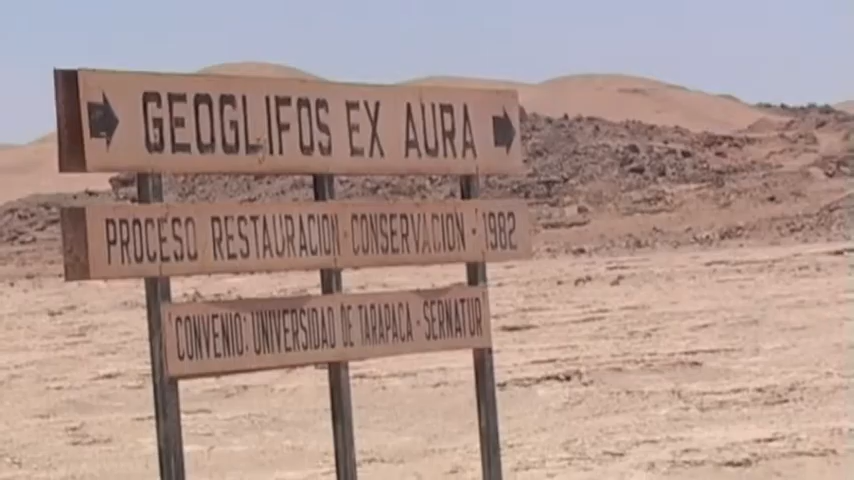 GEOGLIFOS EX AURA
PROCESO RESTAURACION - CONSERVACION - 1982
CONVENIO: UNIVERSIDAD DE TARAPACA - SERNATUR